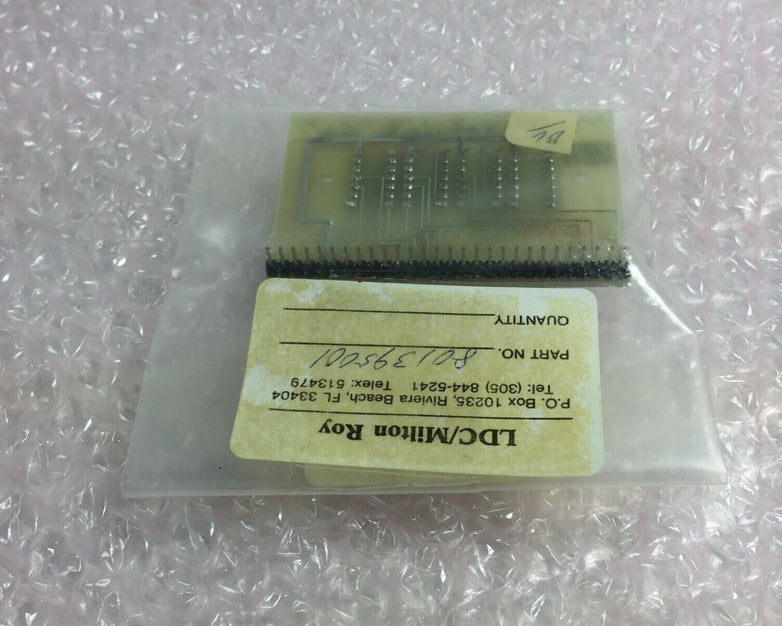 LDC/Milton Roy
P.O. Box 10235, Riviera Beach, FL 33404
Tel: (305) 844-5241 Telex: 513479
PART NO. 801395001
QUANTITY